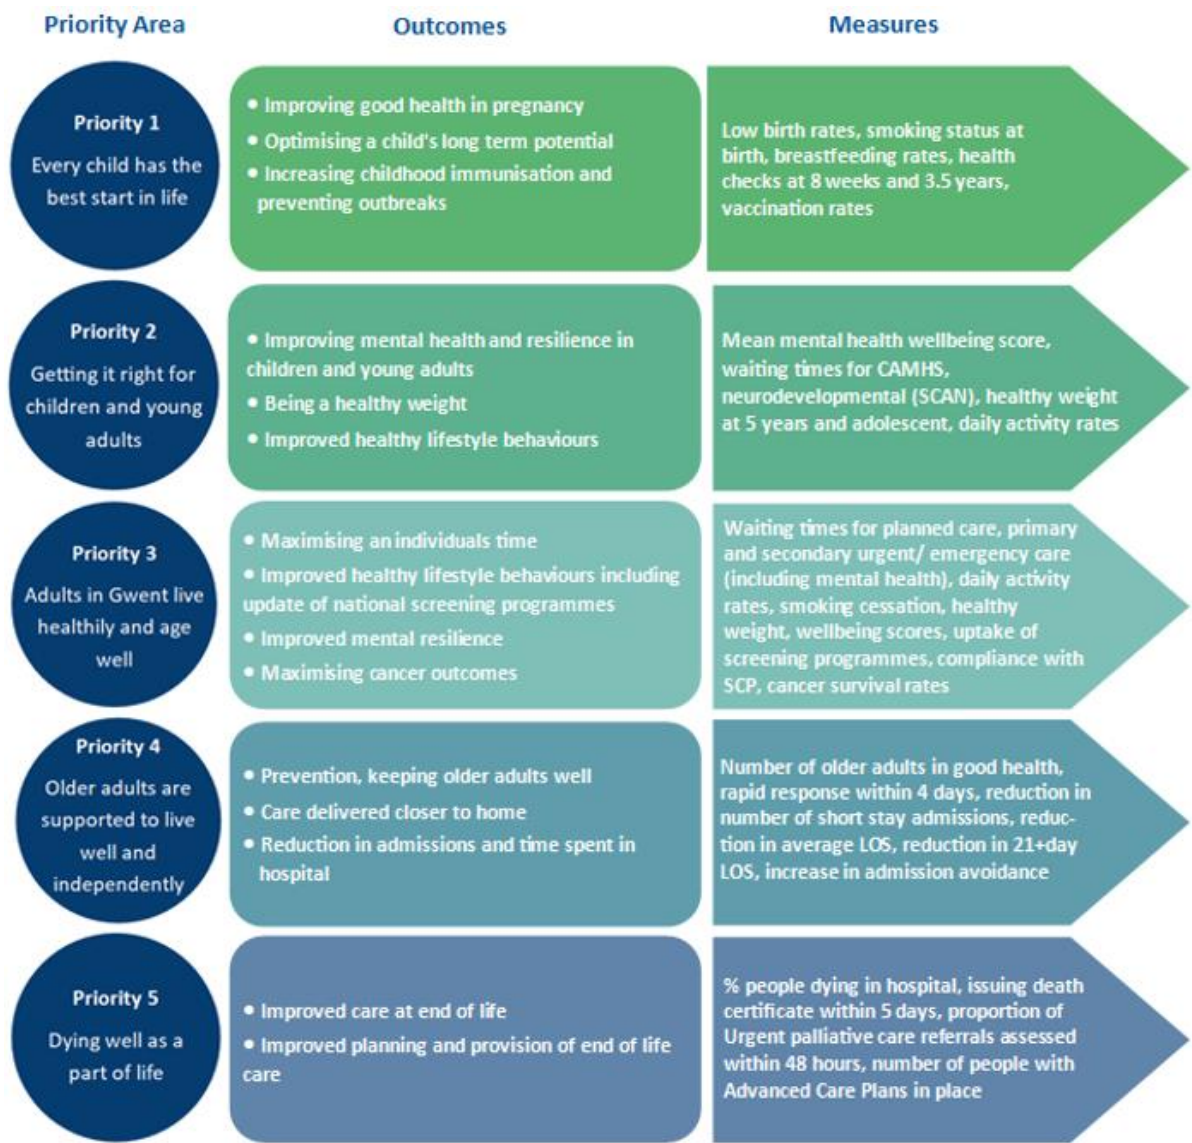 Priority Area
Outcomes
Measures
Priority 1
Every child has the
best start in life
• Improving good health in pregnancy
• Optimising a child's long term potential
• Increasing childhood immunisation and
preventing outbreaks
Low birth rates, smoking status at
birth, breastfeeding rates, health
checks at 8 weeks and 3.5 years,
vaccination rates
Priority 2
Getting it right for
children and young
adults
• Improving mental health and resilience in
children and young adults
• Being a healthy weight
• Improved healthy lifestyle behaviours
Mean mental health wellbeing score,
waiting times for CAMHS,
neurodevelopmental (SCAN), healthy weight
at 5 years and adolescent, daily activity rates
Priority 3
Adults in Gwent live
healthily and age
well
• Maximising an individuals time
• Improved healthy lifestyle behaviours including
update of national screening programmes
• Improved mental resilience
• Maximising cancer outcomes
Waiting times for planned care, primary
and secondary urgent/ emergency care
(including mental health), daily activity
rates, smoking cessation, healthy
weight, wellbeing scores, uptake of
screening programmes, compliance with
SCP, cancer survival rates
Priority 4
Older adults are
supported to live
well and
independently
• Prevention, keeping older adults well
• Care delivered closer to home
• Reduction in admissions and time spent in
hospital
Number of older adults in good health,
rapid response within 4 days, reduction in
number of short stay admissions, reduc-
tion in average LOS, reduction in 21+day
LOS, increase in admission avoidance
Priority 5
Dying well as a
part of life
• Improved care at end of life
• Improved planning and provision of end of life
care
% people dying in hospital, issuing death
certificate within 5 days, proportion of
Urgent palliative care referrals assessed
within 48 hours, number of people with
Advanced Care Plans in place